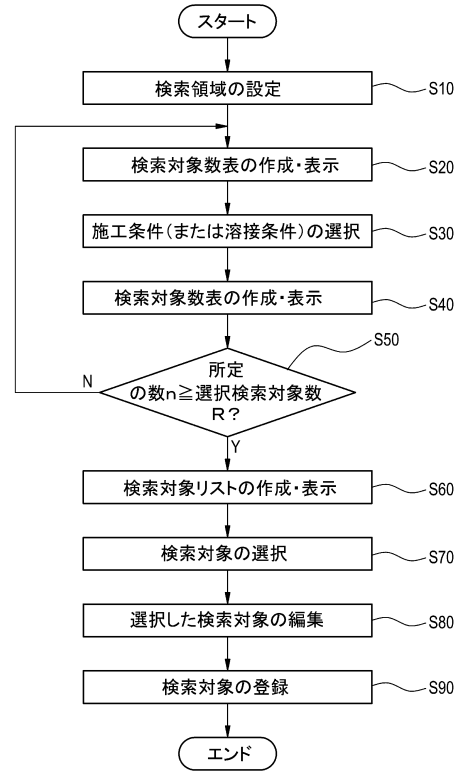 スタート
検索領域の設定
S10
検索対象数表の作成・表示
S20
施工条件(または溶接条件)の選択
S30
検索対象数表の作成・表示
S40
S50
所定
の数n≧選択検索対象数
R?
N
Y
検索対象リストの作成・表示
S60
検索対象の選択
S70
選択した検索対象の編集
S80
検索対象の登録
S90
エンド